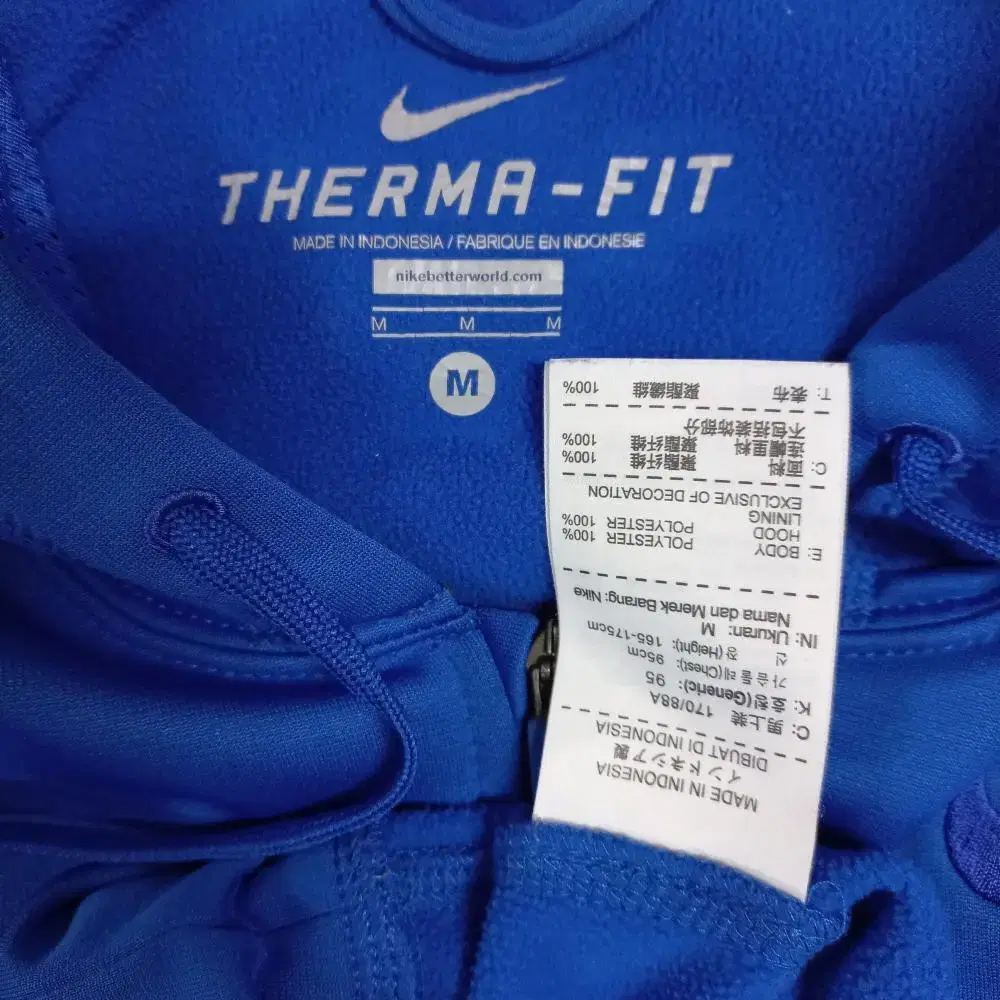 THERMA-FIT
MADE IN INDONESIA / FABRIQUE EN INDONESIE
nikebetterworld.com
M M M
M
MADE IN INDONESIA
インドネシア製
DIBUAT DI INDONESIA
C: 男上装 170/88A
K: 호칭(Generic): 95
가슴둘레(Chest): 95cm
신 장(Height): 165-175cm
IN: Ukuran: M
Nama dan Merek Barang: Nike
E: BODY POLYESTER 100%
HOOD POLYESTER 100%
LINING
EXCLUSIVE OF DECORATION
C: 面料 聚酯纤维 100%
连帽里料 聚酯纤维 100%
不包括装饰部分
T: 表布 聚酯纖維 100%